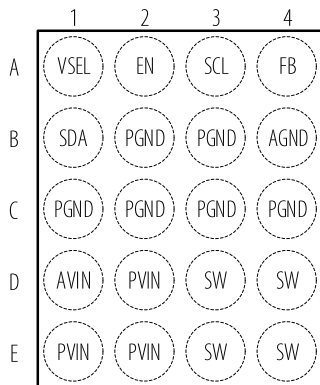 1 2 3 4
A VSEL EN SCL FB
B SDA PGND PGND AGND
C PGND PGND PGND PGND
D AVIN PVIN SW SW
E PVIN PVIN SW SW